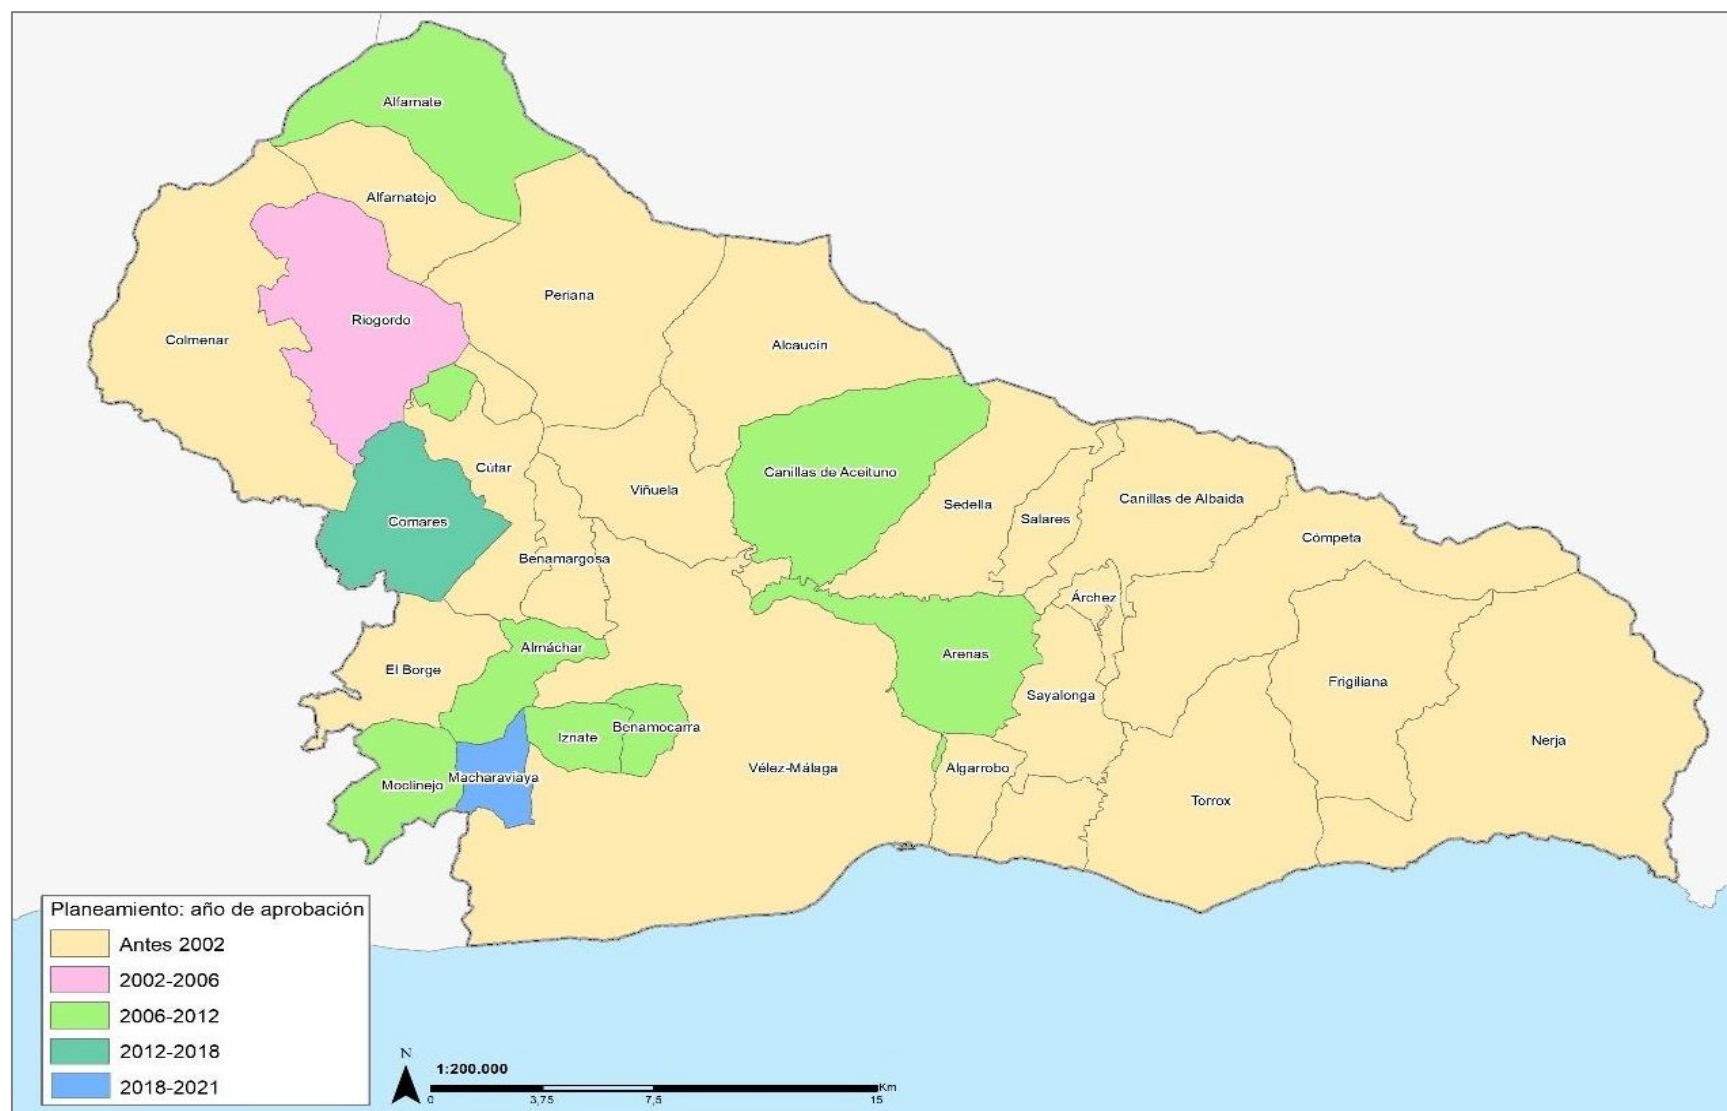 Alfarnate
Alfarnatejo
Periana
Riogordo
Colmenar
Alcaucín
Cútar
Canillas de Aceituno
Viñuela
Sedella
Canillas de Albaida
Salares
Comares
Cómpeta
Benamargosa
Árchez
Almáchar
Arenas
El Borge
Frigiliana
Sayalonga
Benamocarra
Iznate
Nerja
Vélez-Málaga
Algarrobo
Macharaviaya
Moclinejo
Torrox
Planeamiento: año de aprobación
Antes 2002
2002-2006
2006-2012
2012-2018
2018-2021
N
1:200.000
Km
0 3,75 7,5 15